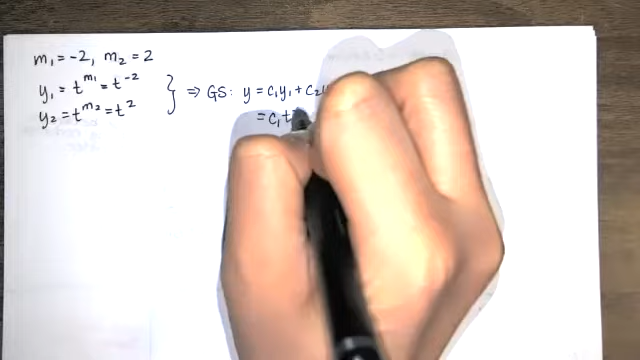 m₁ = -2, m₂ = 2
y₁ = t^m₁ = t^-2
y₂ = t^m₂ = t^2
} ⇒ GS: y = c₁y₁ + c₂
= c₁t